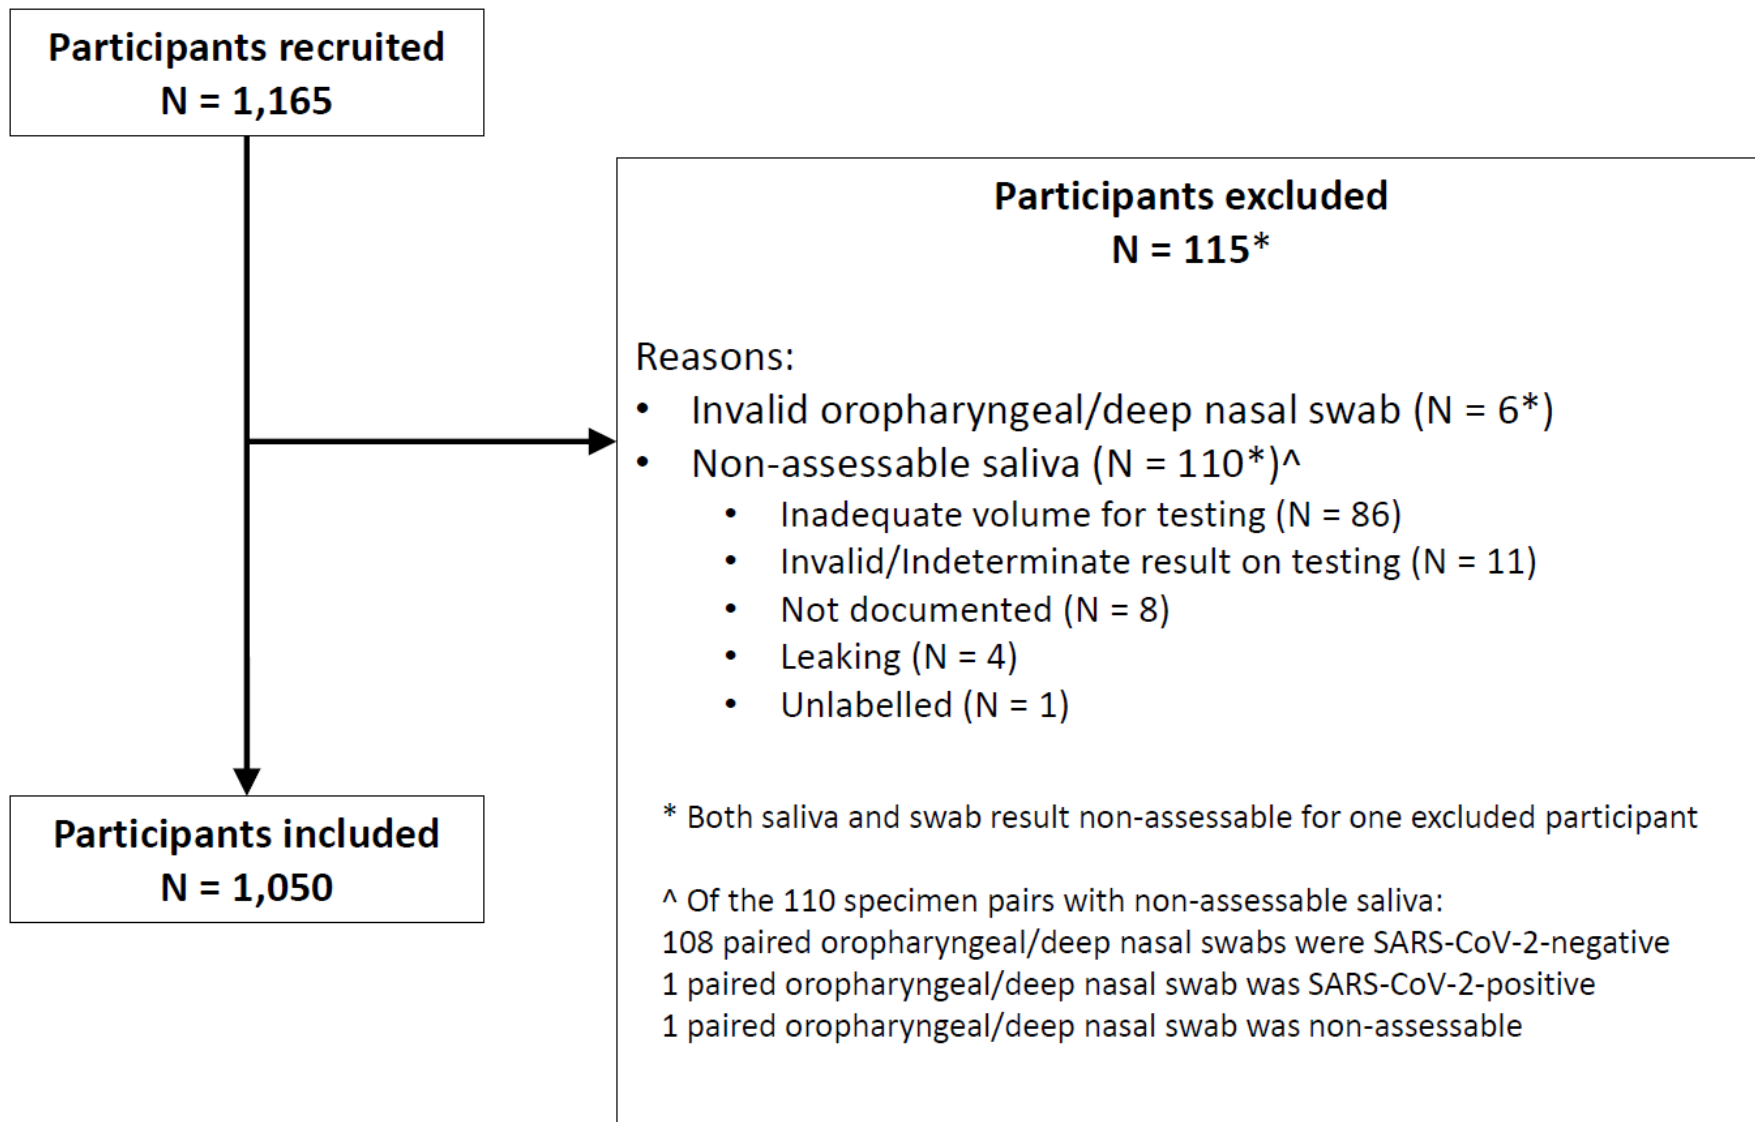 Participants recruited
N = 1,165
Participants excluded
N = 115*
Reasons:
• Invalid oropharyngeal/deep nasal swab (N = 6*)
• Non-assessable saliva (N = 110*)^
• Inadequate volume for testing (N = 86)
• Invalid/Indeterminate result on testing (N = 11)
• Not documented (N = 8)
• Leaking (N = 4)
• Unlabelled (N = 1)
* Both saliva and swab result non-assessable for one excluded participant
^ Of the 110 specimen pairs with non-assessable saliva:
108 paired oropharyngeal/deep nasal swabs were SARS-CoV-2-negative
1 paired oropharyngeal/deep nasal swab was SARS-CoV-2-positive
1 paired oropharyngeal/deep nasal swab was non-assessable
Participants included
N = 1,050